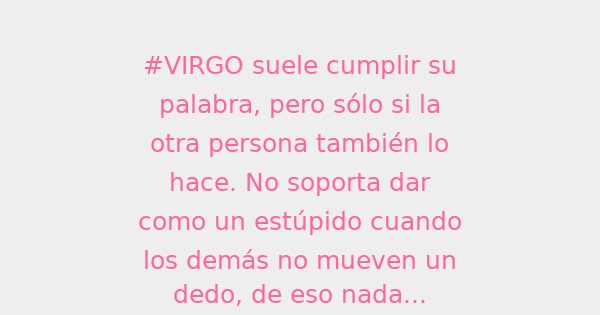 #VIRGO suele cumplir su
palabra, pero sólo si la
otra persona también lo
hace. No soporta dar
como un estúpido cuando
los demás no mueven un
dedo, de eso nada...